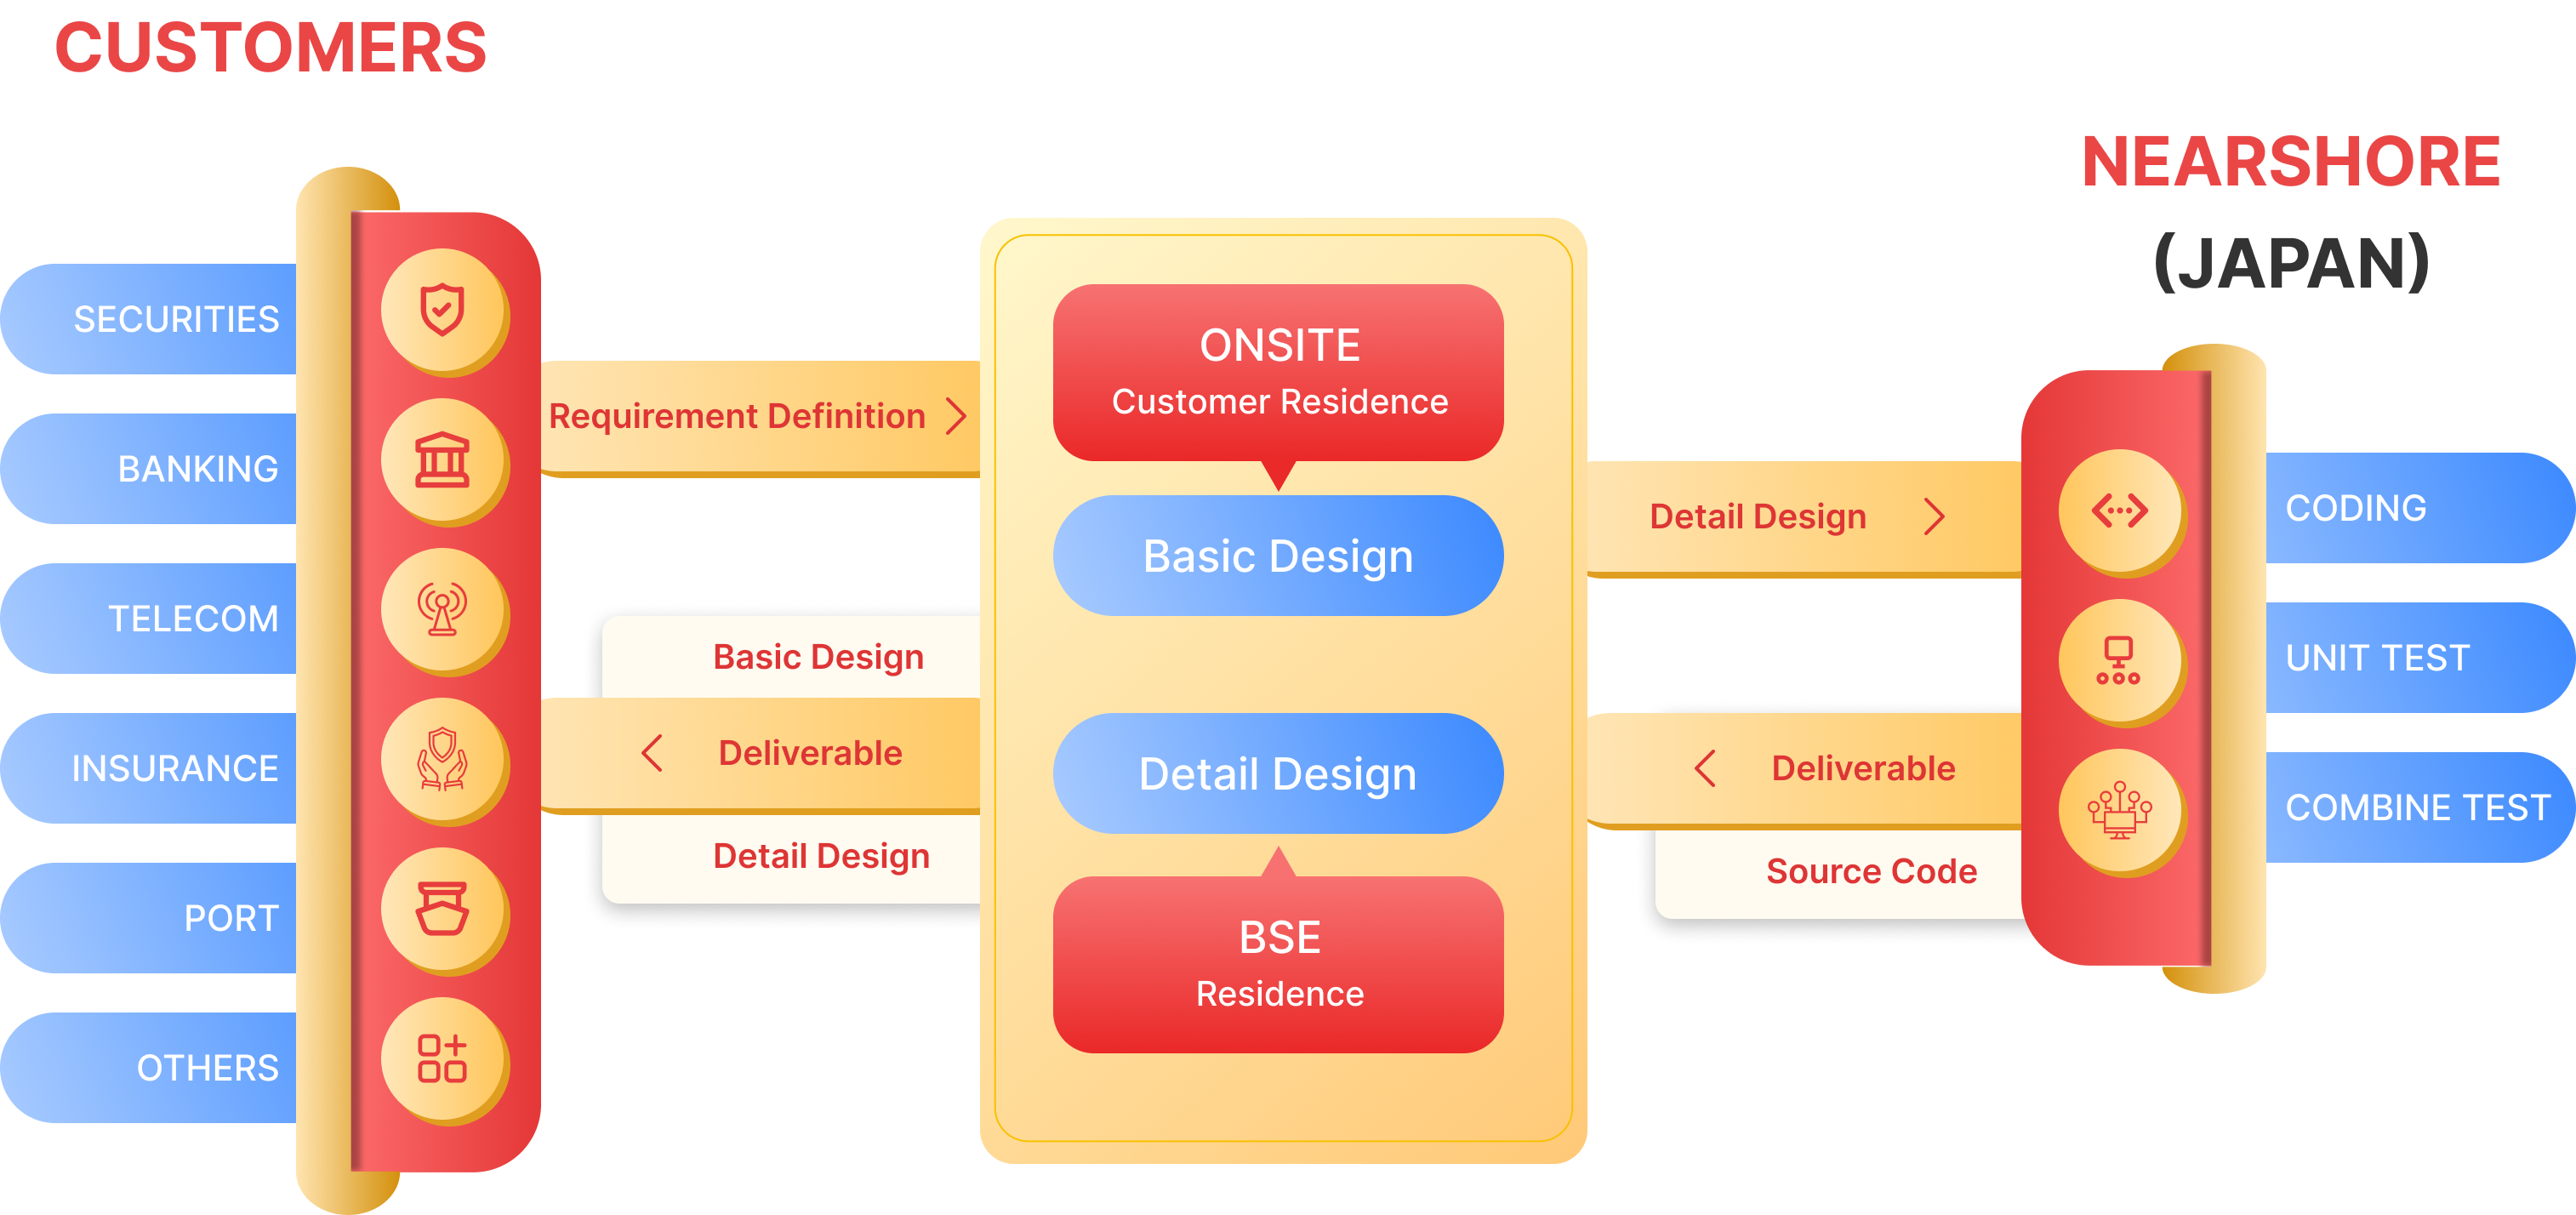 CUSTOMERS
SECURITIES
BANKING
TELECOM
INSURANCE
PORT
OTHERS
Requirement Definition
Basic Design
Deliverable
Detail Design
ONSITE
Customer Residence
Basic Design
Detail Design
BSE
Residence
Detail Design
Deliverable
Source Code
NEARSHORE
(JAPAN)
CODING
UNIT TEST
COMBINE TEST